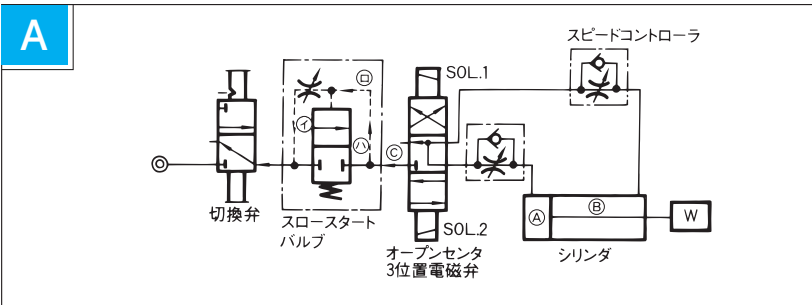 A
スピードコントローラ
SOL.1
ロ
イ
ハ
C
切換弁
スロースタート
バルブ
SOL.2
オープンセンタ
3位置電磁弁
A
B
W
シリンダ